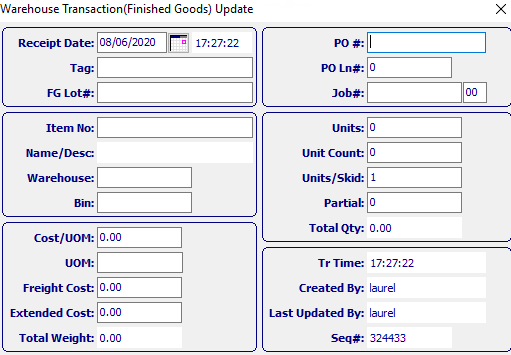 Warehouse Transaction(Finished Goods) Update
Receipt Date: 08/06/2020 17:27:22
Tag:
FG Lot#:
PO #:
PO Ln#: 0
Job#: 00
Item No:
Name/Desc:
Warehouse:
Bin:
Units: 0
Unit Count: 0
Units/Skid: 1
Partial: 0
Total Qty: 0.00
Cost/UOM: 0.00
UOM:
Freight Cost: 0.00
Extended Cost: 0.00
Total Weight: 0.00
Tr Time: 17:27:22
Created By: laurel
Last Updated By: laurel
Seq#: 324433